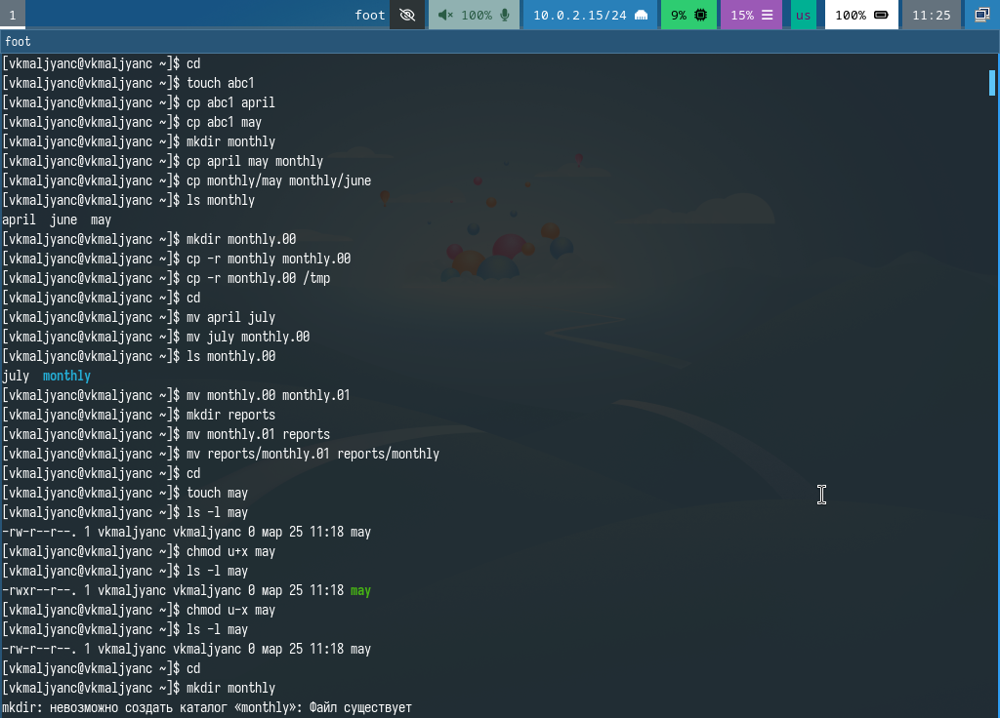 1 foot 100% 10.0.2.15/24 9% 15% us 100% 11:25
foot
[vkmaljyanc@vkmaljyanc ~]$ cd
[vkmaljyanc@vkmaljyanc ~]$ touch abc1
[vkmaljyanc@vkmaljyanc ~]$ cp abc1 april
[vkmaljyanc@vkmaljyanc ~]$ cp abc1 may
[vkmaljyanc@vkmaljyanc ~]$ mkdir monthly
[vkmaljyanc@vkmaljyanc ~]$ cp april may monthly
[vkmaljyanc@vkmaljyanc ~]$ cp monthly/may monthly/june
[vkmaljyanc@vkmaljyanc ~]$ ls monthly
april  june  may
[vkmaljyanc@vkmaljyanc ~]$ mkdir monthly.00
[vkmaljyanc@vkmaljyanc ~]$ cp -r monthly monthly.00
[vkmaljyanc@vkmaljyanc ~]$ cp -r monthly.00 /tmp
[vkmaljyanc@vkmaljyanc ~]$ cd
[vkmaljyanc@vkmaljyanc ~]$ mv april july
[vkmaljyanc@vkmaljyanc ~]$ mv july monthly.00
[vkmaljyanc@vkmaljyanc ~]$ ls monthly.00
july  monthly
[vkmaljyanc@vkmaljyanc ~]$ mv monthly.00 monthly.01
[vkmaljyanc@vkmaljyanc ~]$ mkdir reports
[vkmaljyanc@vkmaljyanc ~]$ mv monthly.01 reports
[vkmaljyanc@vkmaljyanc ~]$ mv reports/monthly.01 reports/monthly
[vkmaljyanc@vkmaljyanc ~]$ cd
[vkmaljyanc@vkmaljyanc ~]$ touch may
[vkmaljyanc@vkmaljyanc ~]$ ls -l may
-rw-r--r--. 1 vkmaljyanc vkmaljyanc 0 мар 25 11:18 may
[vkmaljyanc@vkmaljyanc ~]$ chmod u+x may
[vkmaljyanc@vkmaljyanc ~]$ ls -l may
-rwxr--r--. 1 vkmaljyanc vkmaljyanc 0 мар 25 11:18 may
[vkmaljyanc@vkmaljyanc ~]$ chmod u-x may
[vkmaljyanc@vkmaljyanc ~]$ ls -l may
-rw-r--r--. 1 vkmaljyanc vkmaljyanc 0 мар 25 11:18 may
[vkmaljyanc@vkmaljyanc ~]$ cd
[vkmaljyanc@vkmaljyanc ~]$ mkdir monthly
mkdir: невозможно создать каталог «monthly»: Файл существует